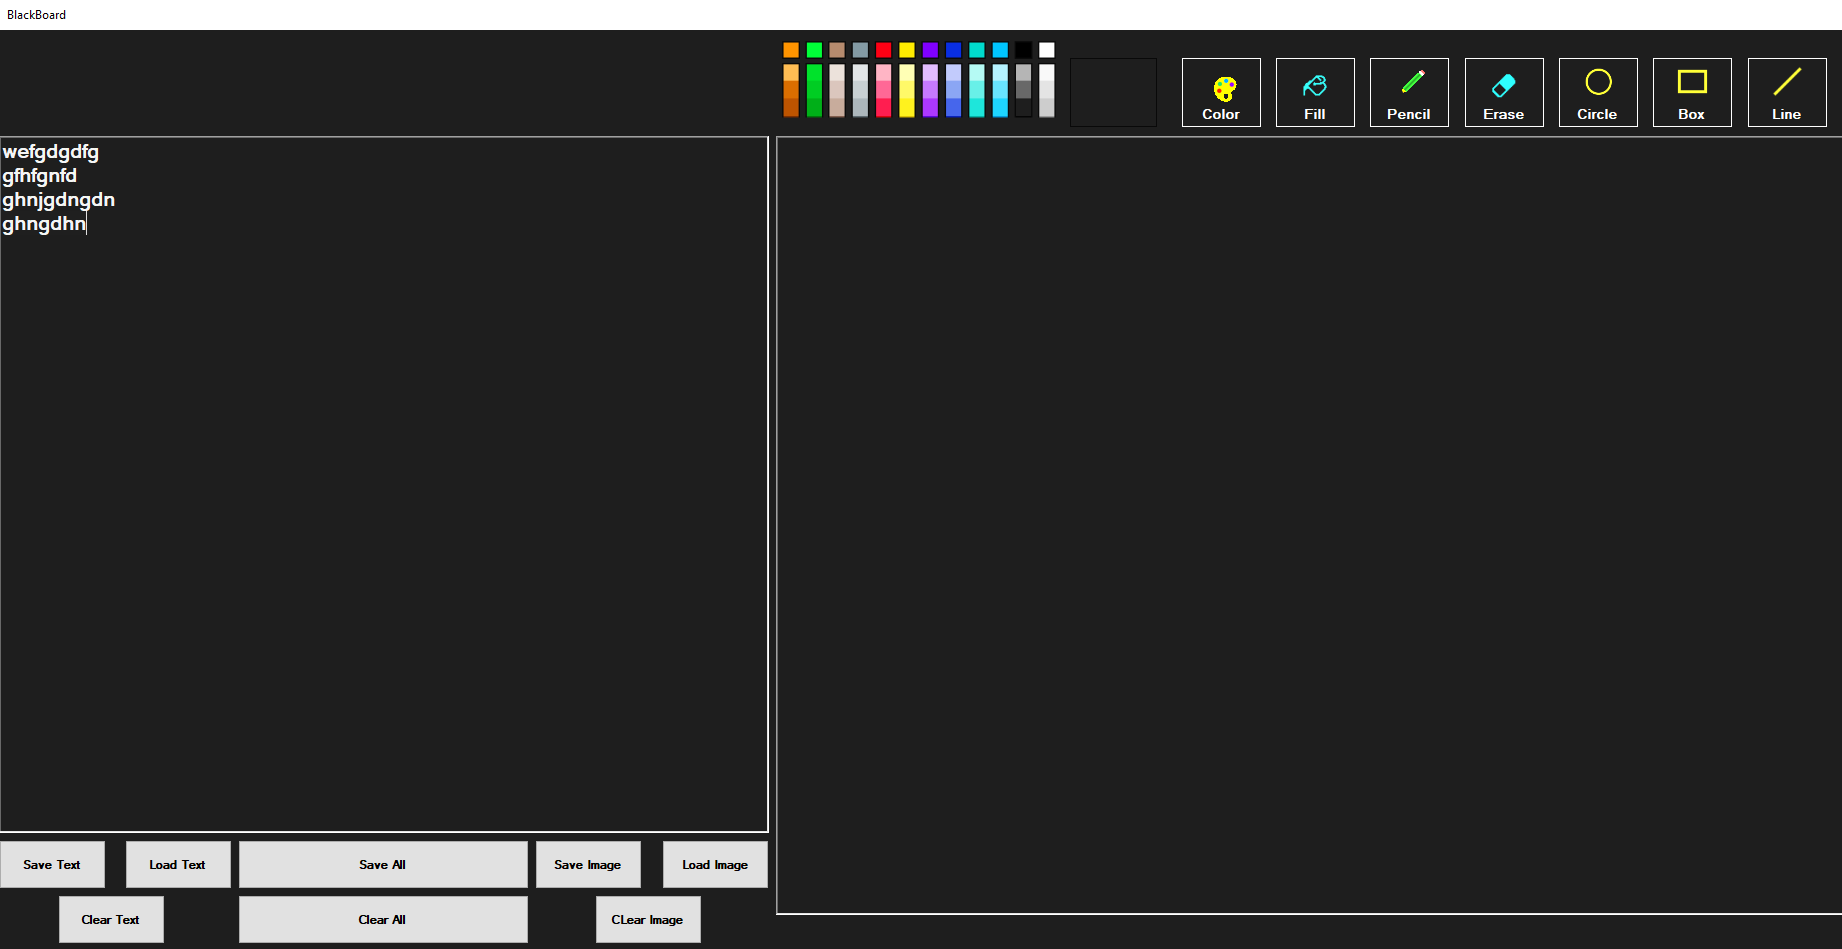 BlackBoard
Color
Fill
Pencil
Erase
Circle
Box
Line
wefgdgdfg
gfhfgnfd
ghnjgdngdn
ghngdhn
Save Text
Load Text
Save All
Save Image
Load Image
Clear Text
Clear All
CLear Image